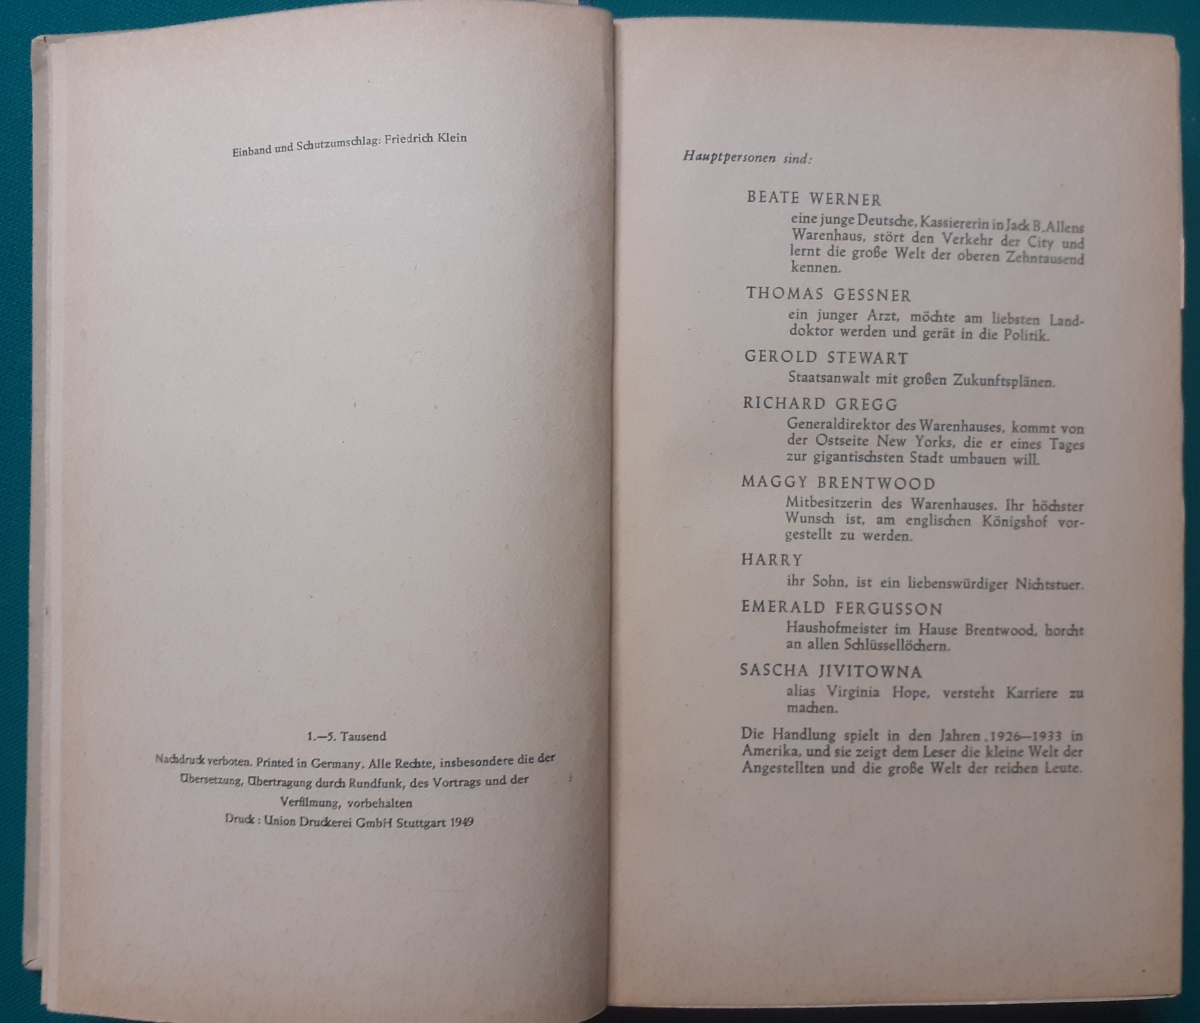 Einband und Schutzumschlag: Friedrich Klein
1.—5. Tausend
Nachdruck verboten. Printed in Germany. Alle Rechte, insbesondere die der
Übersetzung, Übertragung durch Rundfunk, des Vortrags und der
Verfilmung, vorbehalten
Druck: Union Druckerei GmbH Stuttgart 1949
Hauptpersonen sind:
BEATE WERNER
eine junge Deutsche, Kassiererin in Jack B. Allens
Warenhaus, stört den Verkehr der City und
lernt die große Welt der oberen Zehntausend
kennen.
THOMAS GESSNER
ein junger Arzt, möchte am liebsten Land-
doktor werden und gerät in die Politik.
GEROLD STEWART
Staatsanwalt mit großen Zukunftsplänen.
RICHARD GREGG
Generaldirektor des Warenhauses, kommt von
der Ostseite New Yorks, die er eines Tages
zur gigantischsten Stadt umbauen will.
MAGGY BRENTWOOD
Mitbesitzerin des Warenhauses. Ihr höchster
Wunsch ist, am englischen Königshof vor-
gestellt zu werden.
HARRY
ihr Sohn, ist ein liebenswürdiger Nichtstuer.
EMERALD FERGUSSON
Haushofmeister im Hause Brentwood, horcht
an allen Schlüssellöchern.
SASCHA JIVITOWNA
alias Virginia Hope, versteht Karriere zu
machen.
Die Handlung spielt in den Jahren 1926—1933 in
Amerika, und sie zeigt dem Leser die kleine Welt der
Angestellten und die große Welt der reichen Leute.